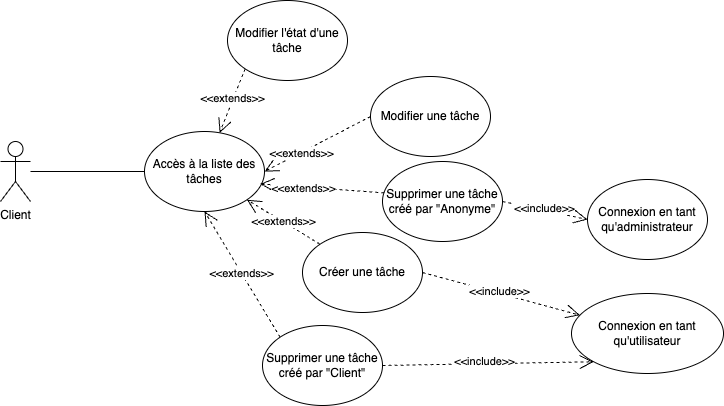 Modifier l'état d'une
tâche
<<extends>>
Modifier une tâche
<<extends>>
Accès à la liste des
tâches
<<extends>>
Supprimer une tâche
créé par "Anonyme"
<<include>>
Connexion en tant
qu'administrateur
Client
<<extends>>
Créer une tâche
<<extends>>
<<include>>
Connexion en tant
qu'utilisateur
Supprimer une tâche
créé par "Client"
<<include>>